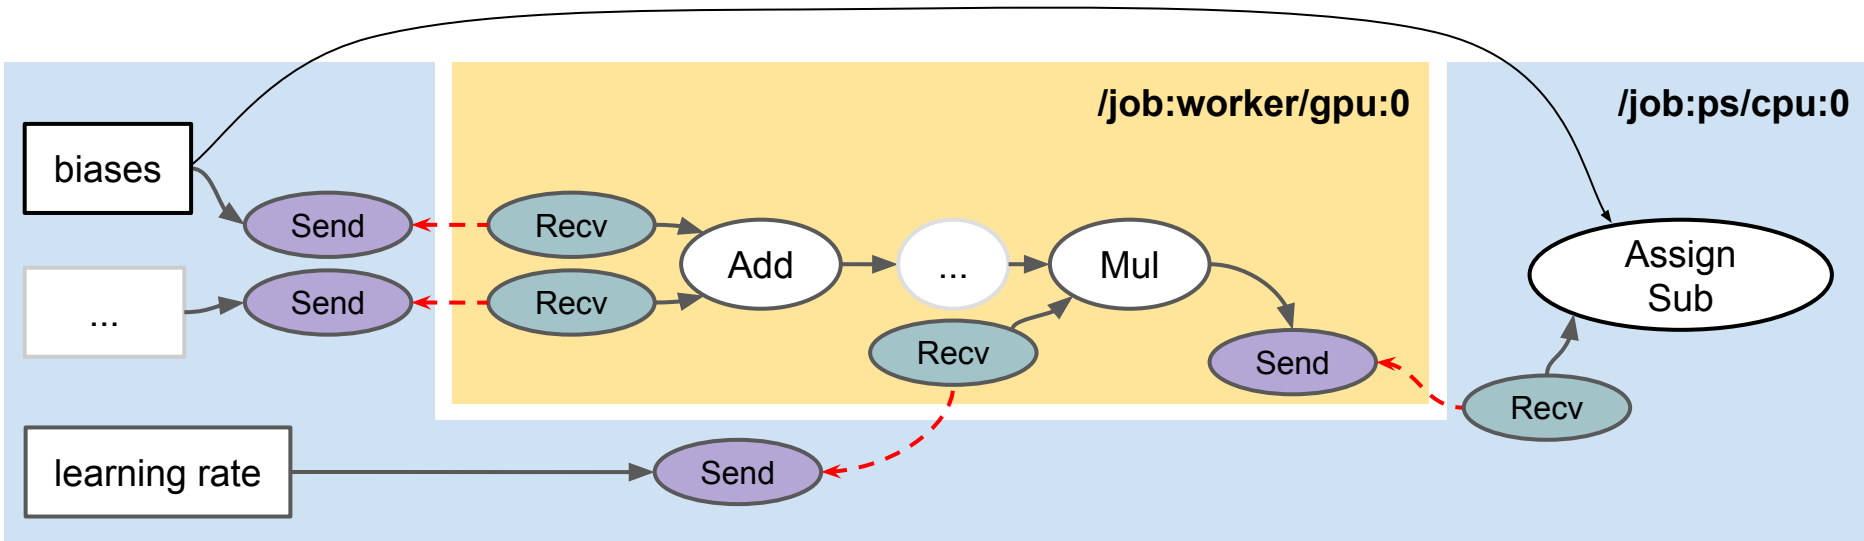 /job:worker/gpu:0
/job:ps/cpu:0
biases
Send
Recv
Add
...
Mul
Assign
Sub
...
Send
Recv
Recv
Send
Recv
learning rate
Send